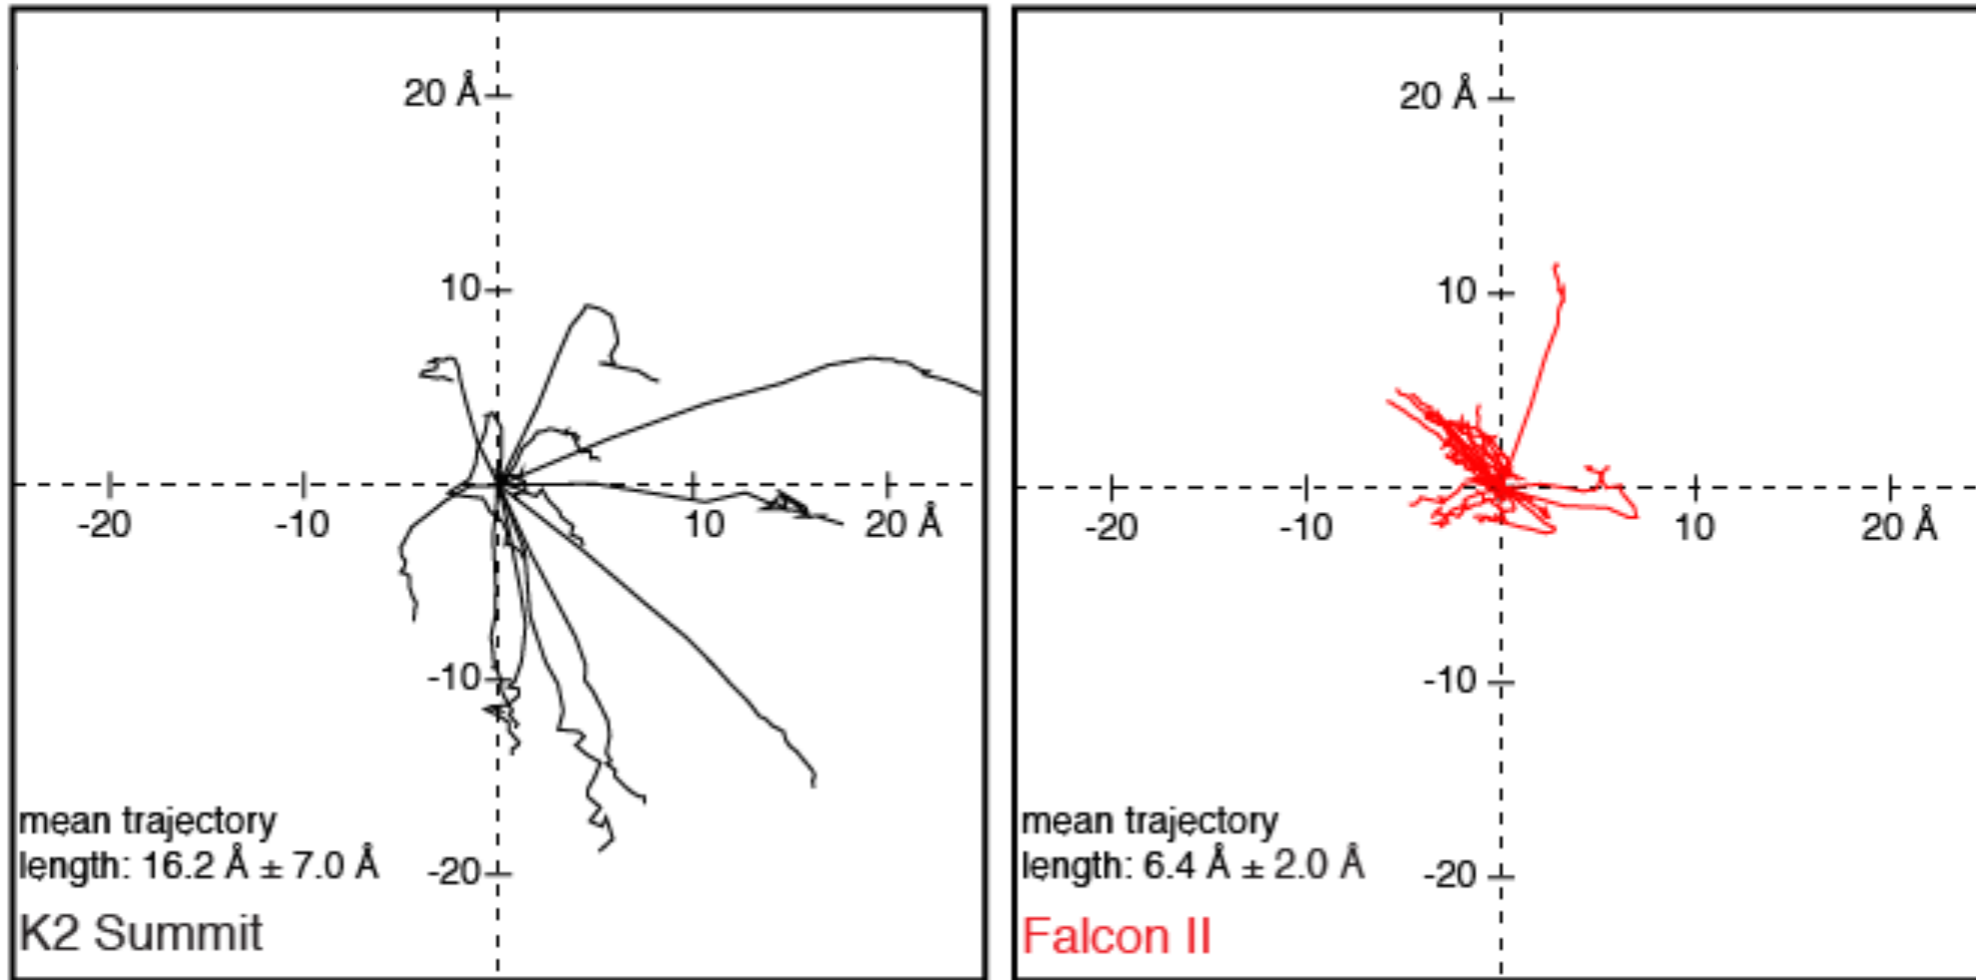 20 Å
10
-20
-10
10
20 Å
-10
-20
mean trajectory
length: 16.2 Å ± 7.0 Å
K2 Summit
20 Å
10
-20
-10
10
20 Å
-10
-20
mean trajectory
length: 6.4 Å ± 2.0 Å
Falcon II